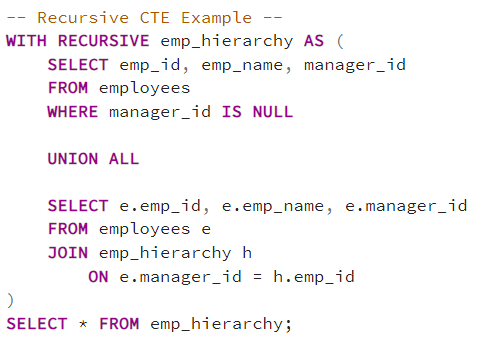 -- Recursive CTE Example --
WITH RECURSIVE emp_hierarchy AS (
    SELECT emp_id, emp_name, manager_id
    FROM employees
    WHERE manager_id IS NULL

    UNION ALL

    SELECT e.emp_id, e.emp_name, e.manager_id
    FROM employees e
    JOIN emp_hierarchy h
        ON e.manager_id = h.emp_id
)
SELECT * FROM emp_hierarchy;